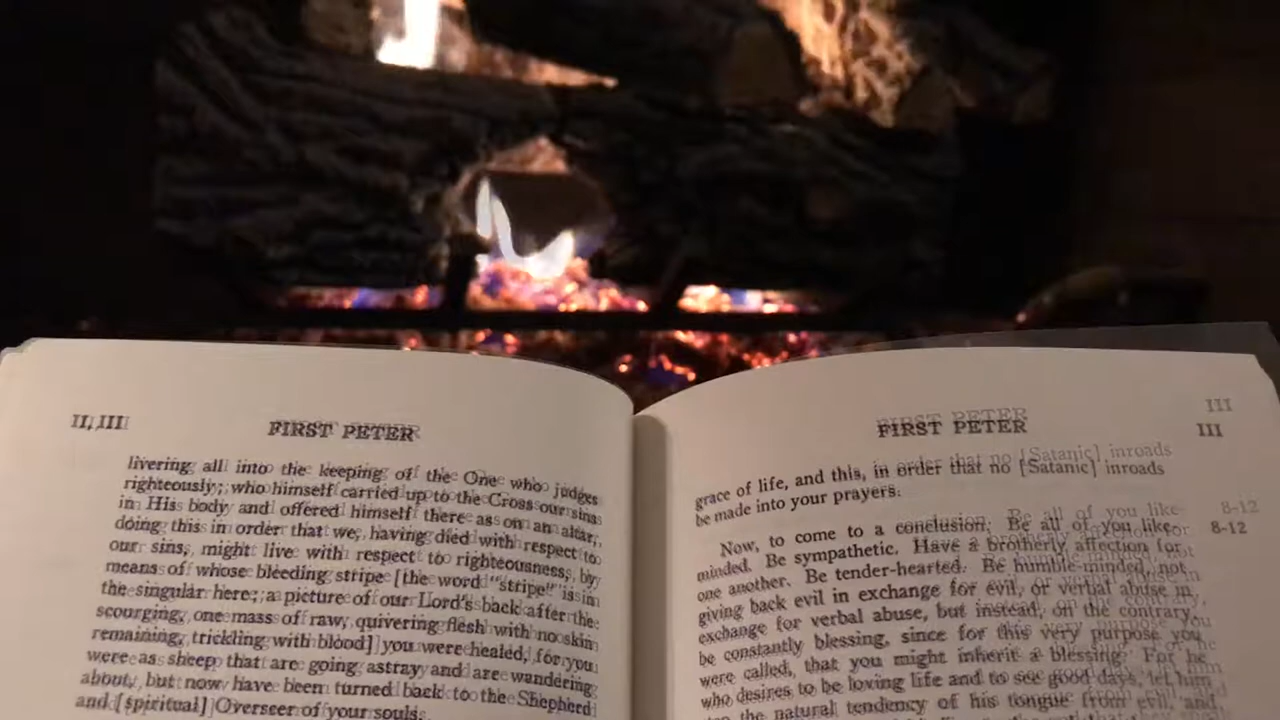 II, III
FIRST PETER
livering all into the keeping of the One who judges
righteously; who himself carried up to the Cross our sins
in His body and offered himself there as on an altar,
doing this in order that we, having died with respect to
our sins, might live with respect to righteousness, by
means of whose bleeding stripe [the word "stripe" is in
the singular here; a picture of our Lord's back after the
scourging, one mass of raw, quivering flesh with no skin
remaining, trickling with blood] you were healed, for you
were as sheep that are going astray and are wandering
about, but now have been turned back to the Shepherd
and [spiritual] Overseer of your souls.
FIRST PETER
III
grace of life, and this, in order that no [Satanic] inroads
be made into your prayers.
Now, to come to a conclusion: Be all of you like-
8-12
minded. Be sympathetic. Have a brotherly affection for
one another. Be tender-hearted. Be humble-minded, not
giving back evil in exchange for evil, or verbal abuse in
exchange for verbal abuse, but instead, on the contrary,
be constantly blessing, since for this very purpose you
were called, that you might inherit a blessing. For he
who desires to be loving life and to see good days, let him
the natural tendency of his tongue from evil, and